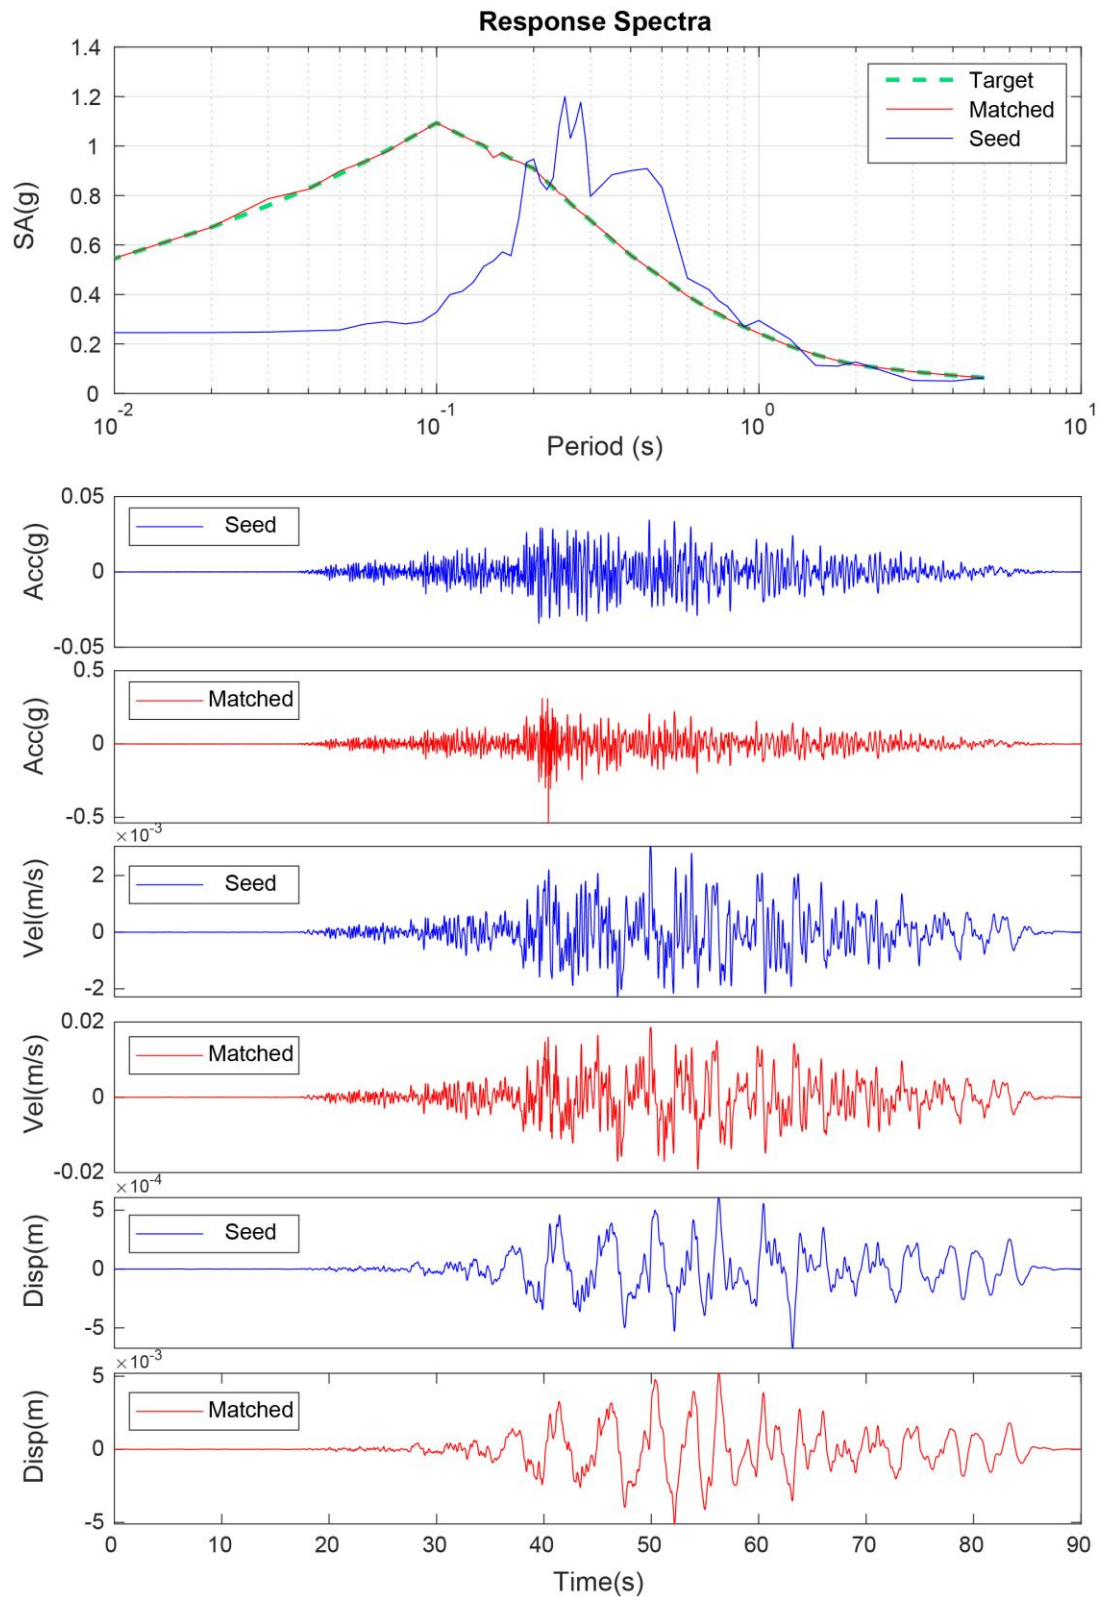 Response Spectra
1.4
1.2
1
0.8
0.6
0.4
0.2
0
SA(g)
Target
Matched
Seed
10-2
10-1
100
101
Period (s)
0.05
0
-0.05
Acc(g)
Seed
0.5
0
-0.5
Acc(g)
Matched
×10-3
2
0
-2
Vel(m/s)
Seed
0.02
0
-0.02
Vel(m/s)
Matched
×10-4
5
0
-5
Disp(m)
Seed
×10-3
5
0
-5
Disp(m)
Matched
0 10 20 30 40 50 60 70 80 90
Time(s)